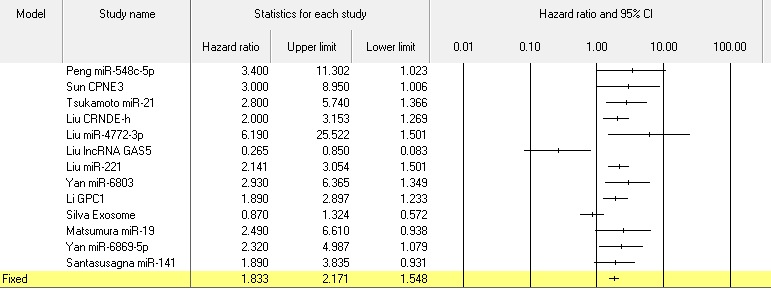 Model Study name Statistics for each study Hazard ratio and 95% CI
Hazard ratio Upper limit Lower limit 0.01 0.10 1.00 10.00 100.00
Peng miR-548c-5p 3.400 11.302 1.023
Sun CPNE3 3.000 8.950 1.006
Tsukamoto miR-21 2.800 5.740 1.366
Liu CRNDE-h 2.000 3.153 1.269
Liu miR-4772-3p 6.190 25.522 1.501
Liu lncRNA GAS5 0.265 0.850 0.083
Liu miR-221 2.141 3.054 1.501
Yan miR-6803 2.930 6.365 1.349
Li GPC1 1.890 2.897 1.233
Silva Exosome 0.870 1.324 0.572
Matsumura miR-19 2.490 6.610 0.938
Yan miR-6869-5p 2.320 4.987 1.079
Santasusagna miR-141 1.890 3.835 0.931
Fixed 1.833 2.171 1.548